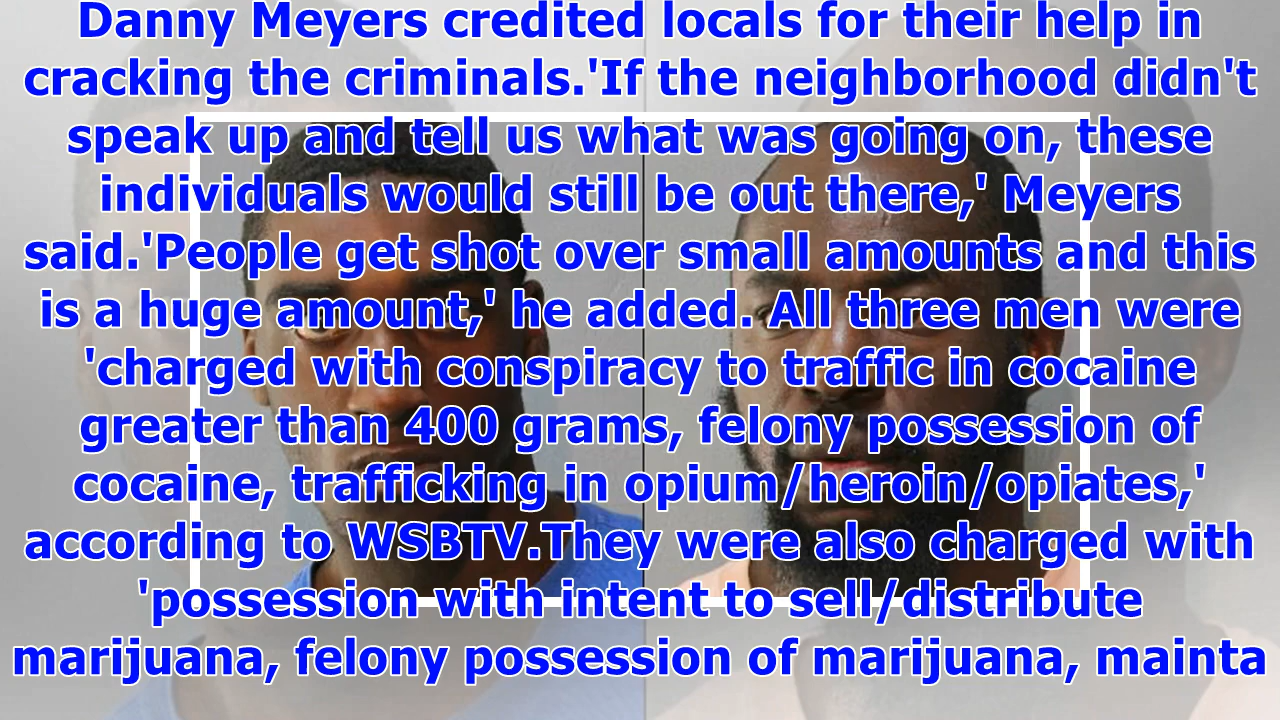 Danny Meyers credited locals for their help in
cracking the criminals.'If the neighborhood didn't
speak up and tell us what was going on, these
individuals would still be out there,' Meyers
said.'People get shot over small amounts and this
is a huge amount,' he added. All three men were
'charged with conspiracy to traffic in cocaine
greater than 400 grams, felony possession of
cocaine, trafficking in opium/heroin/opiates,'
according to WSBTV.They were also charged with
'possession with intent to sell/distribute
marijuana, felony possession of marijuana, mainta